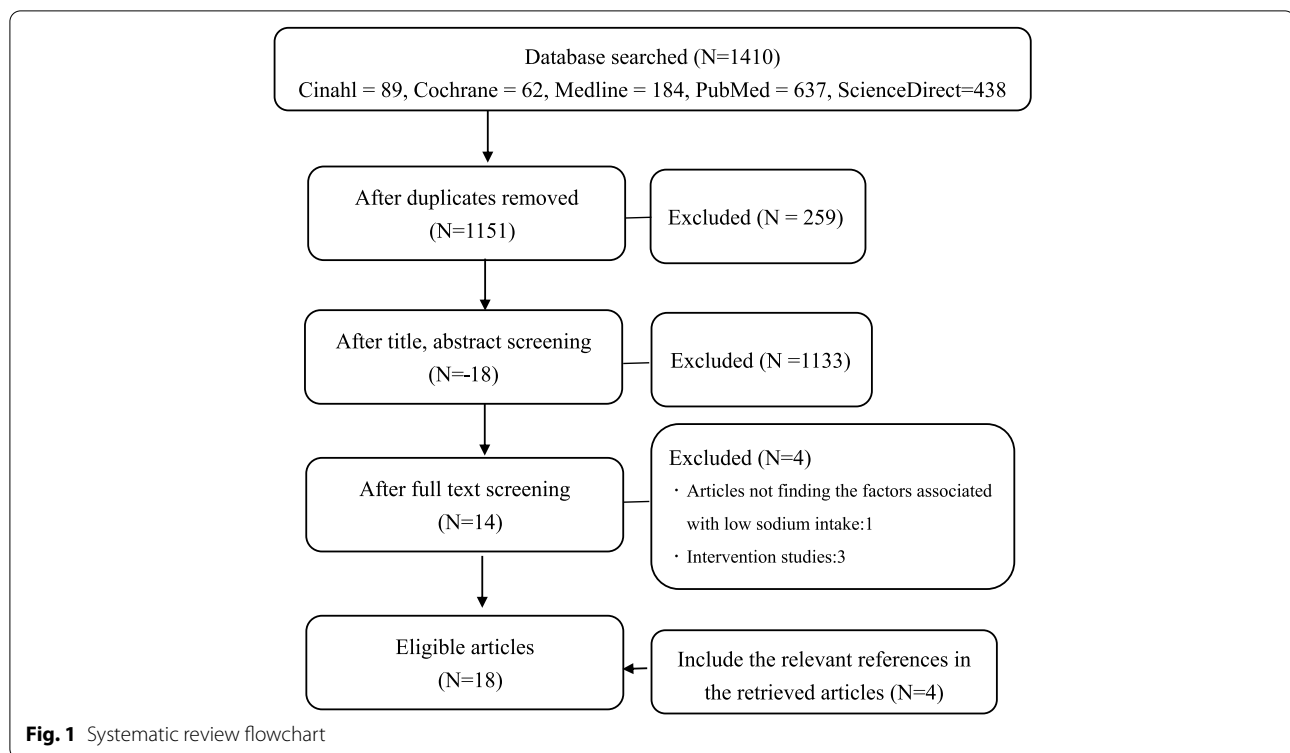 Database searched (N=1410)
Cinahl = 89, Cochrane = 62, Medline = 184, PubMed = 637, ScienceDirect=438
After duplicates removed
(N=1151)
Excluded (N = 259)
After title, abstract screening
(N=-18)
Excluded (N =1133)
After full text screening
(N=14)
Excluded (N=4)
· Articles not finding the factors associated
with low sodium intake:1
· Intervention studies:3
Eligible articles
(N=18)
Include the relevant references in
the retrieved articles (N=4)
Fig. 1 Systematic review flowchart